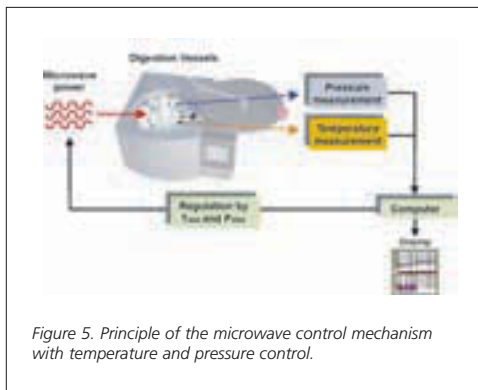 Digestion Vessels
Microwave
power
Pressure
measurement
Temperature
measurement
Regulation by
and
Computer
Figure 5. Principle of the microwave control mechanism
with temperature and pressure control.